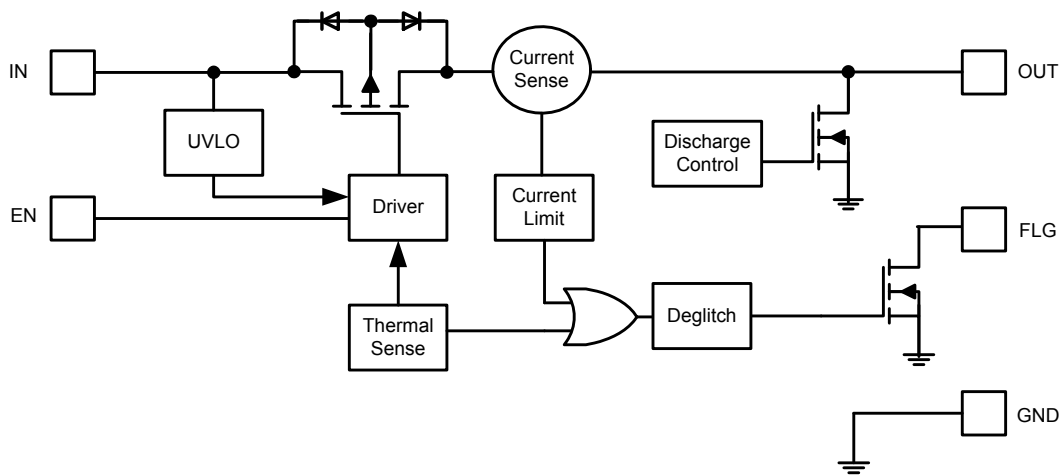 IN
Current
Sense
OUT
UVLO
Discharge
Control
EN
Driver
Current
Limit
FLG
Thermal
Sense
Deglitch
GND